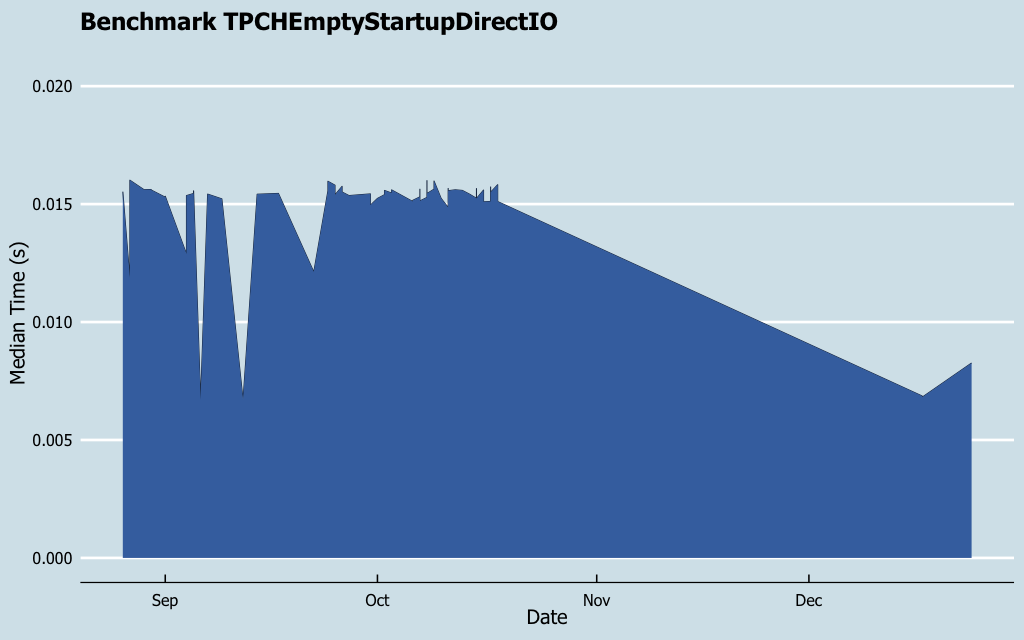 Benchmark TPCHEmptyStartupDirectIO
0.020
0.015
0.010
0.005
0.000
Median Time (s)
Sep
Oct
Nov
Dec
Date